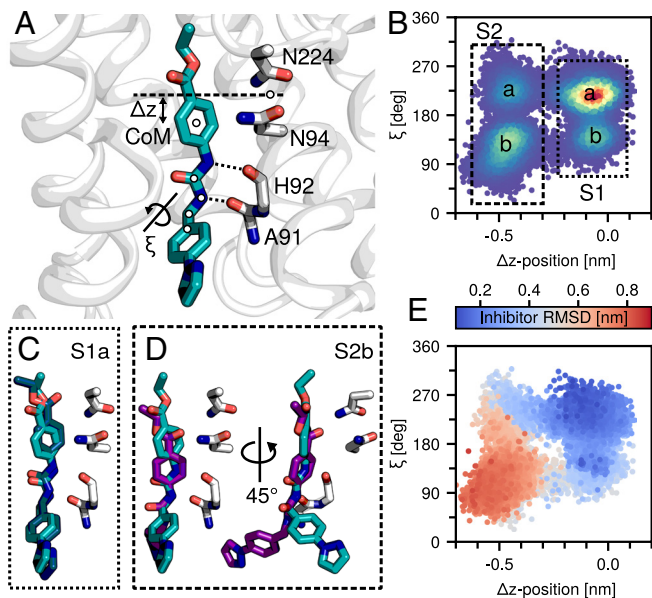 A
N224
Δz
CoM
N94
H92
ξ
A91
B
S2
a
a
b
b
S1
ξ [deg]
360
270
180
90
0
-0.5
0.0
Δz-position [nm]
C
S1a
D
S2b
45°
0.2
0.4
0.6
0.8
Inhibitor RMSD [nm]
E
ξ [deg]
360
270
180
90
0
-0.5
0.0
Δz-position [nm]